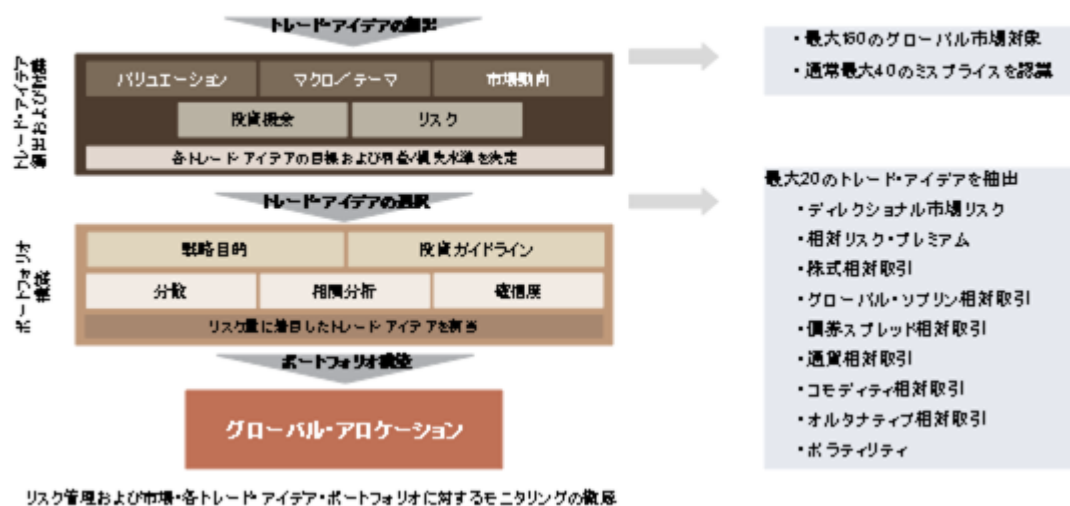 トレード・アイデアの創出
トレード・アイデア
創出および
バリュエーション
マクロ／テーマ
市場動向
投資機会
リスク
各トレード アイデアの目標および利益/損失水準を決定
・最大160のグローバル市場対象
・通常最大40のミスプライスを認識
トレード・アイデアの選択
ポートフォリオ
構築
戦略目的
投資ガイドライン
分散
相関分析
確信度
リスク量に着目したトレード アイデアを割当
ポートフォリオ構築
グローバル・アロケーション
最大20のトレード・アイデアを抽出
・ディレクショナル市場リスク
・相対リスク・プレミアム
・株式相対取引
・グローバル・ソブリン相対取引
・債券スプレッド相対取引
・通貨相対取引
・コモディティ相対取引
・オルタナティブ相対取引
・ボラティリティ
リスク管理および市場・各トレード アイデア・ポートフォリオに対するモニタリングの徹底